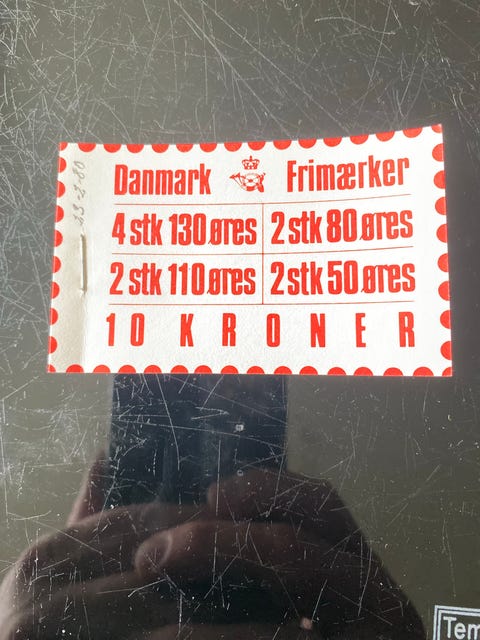 Danmark Frimærker
4 stk 130 øres 2 stk 80 øres
2 stk 110 øres 2 stk 50 øres
10 KRONER
Tem